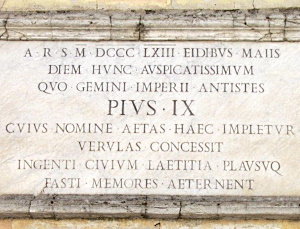 A · R · S · M · DCCC · LXIII · EIDIBVS · MAIIS
DIEM · HVNC · AVSPICATISSIMVM
QVO · GEMINI · IMPERII · ANTISTES
PIVS · IX
CVIVS · NOMINE · AETAS · HAEC · IMPLETVR
VERVLAS · CONCESSIT
INGENTI · CIVIVM · LAETITIA · PLAVSVQ
FASTI · MEMORES · AETERNENT